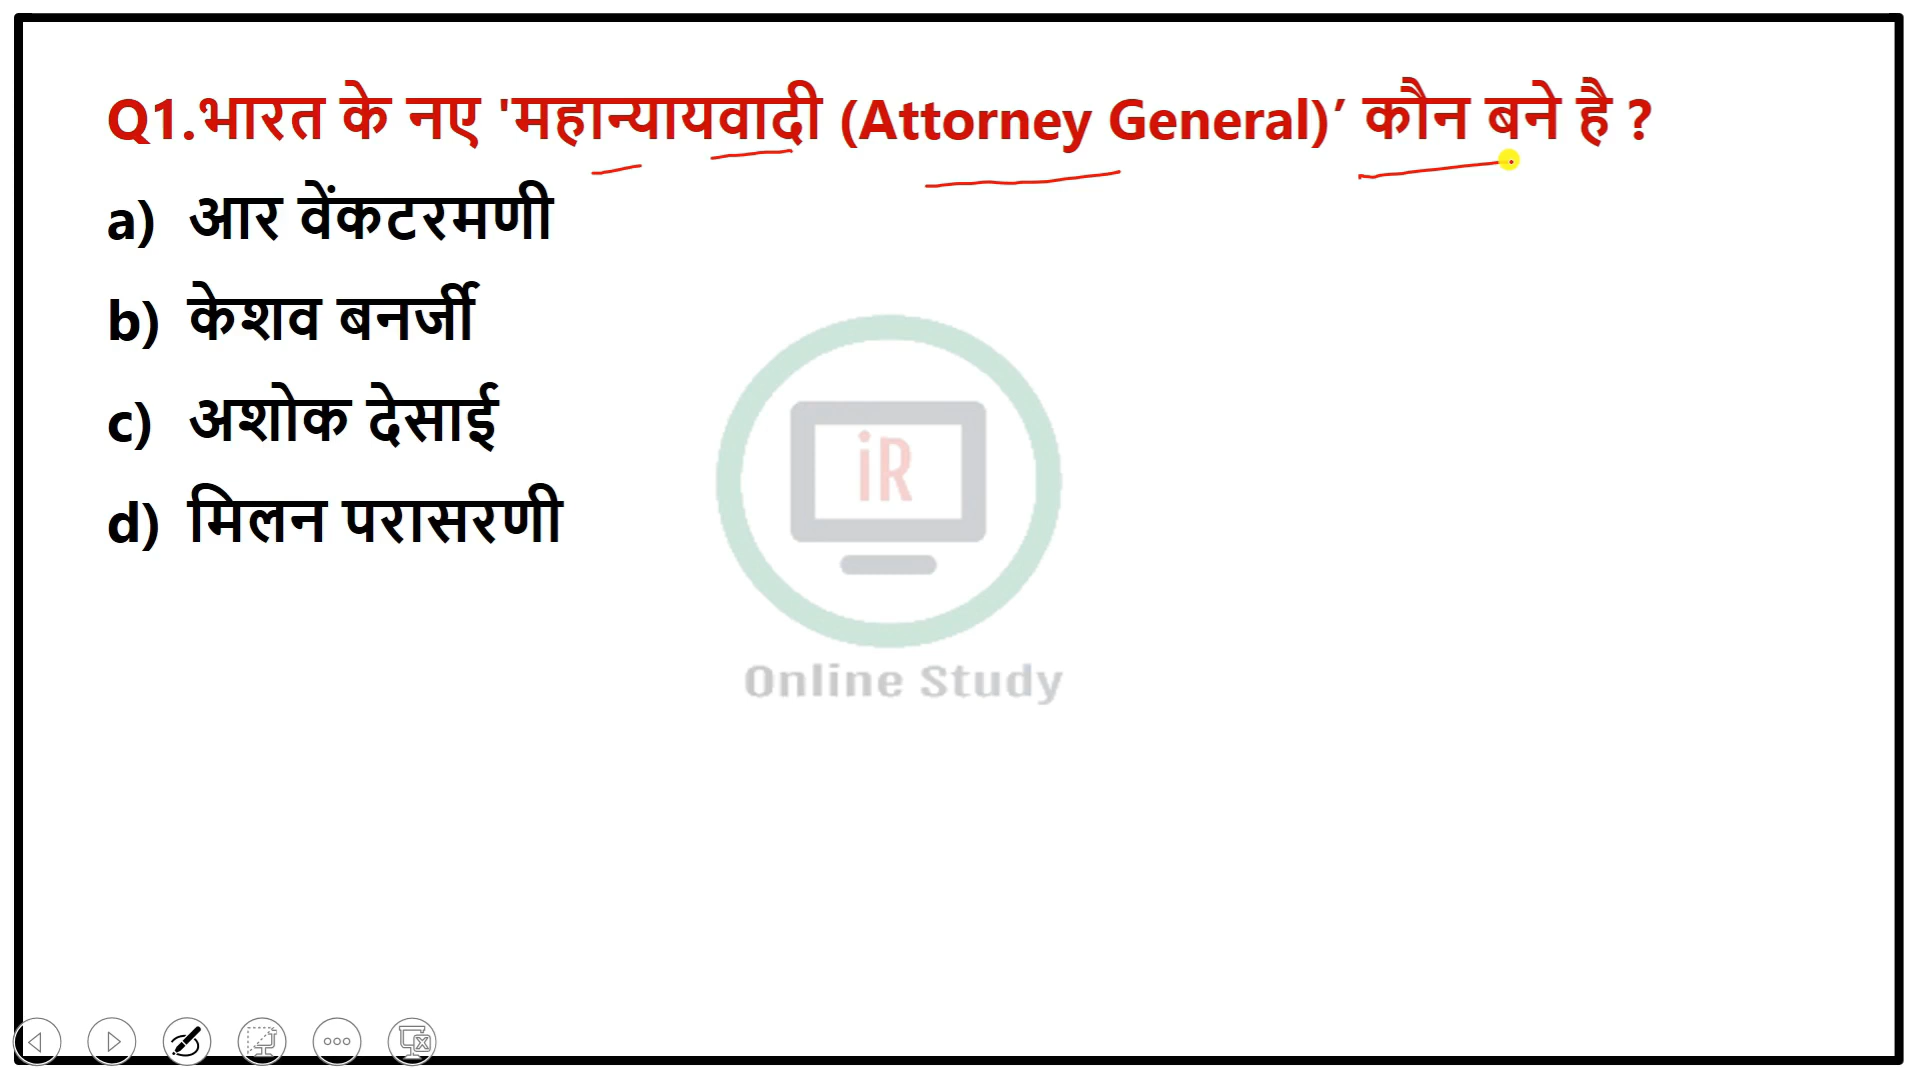 Q1.भारत के नए 'महान्यायवादी (Attorney General)’ कौन बने है ?
a) आर वेंकटरमणी
b) केशव बनर्जी
c) अशोक देसाई
d) मिलन परासरणी
iR
Online Study